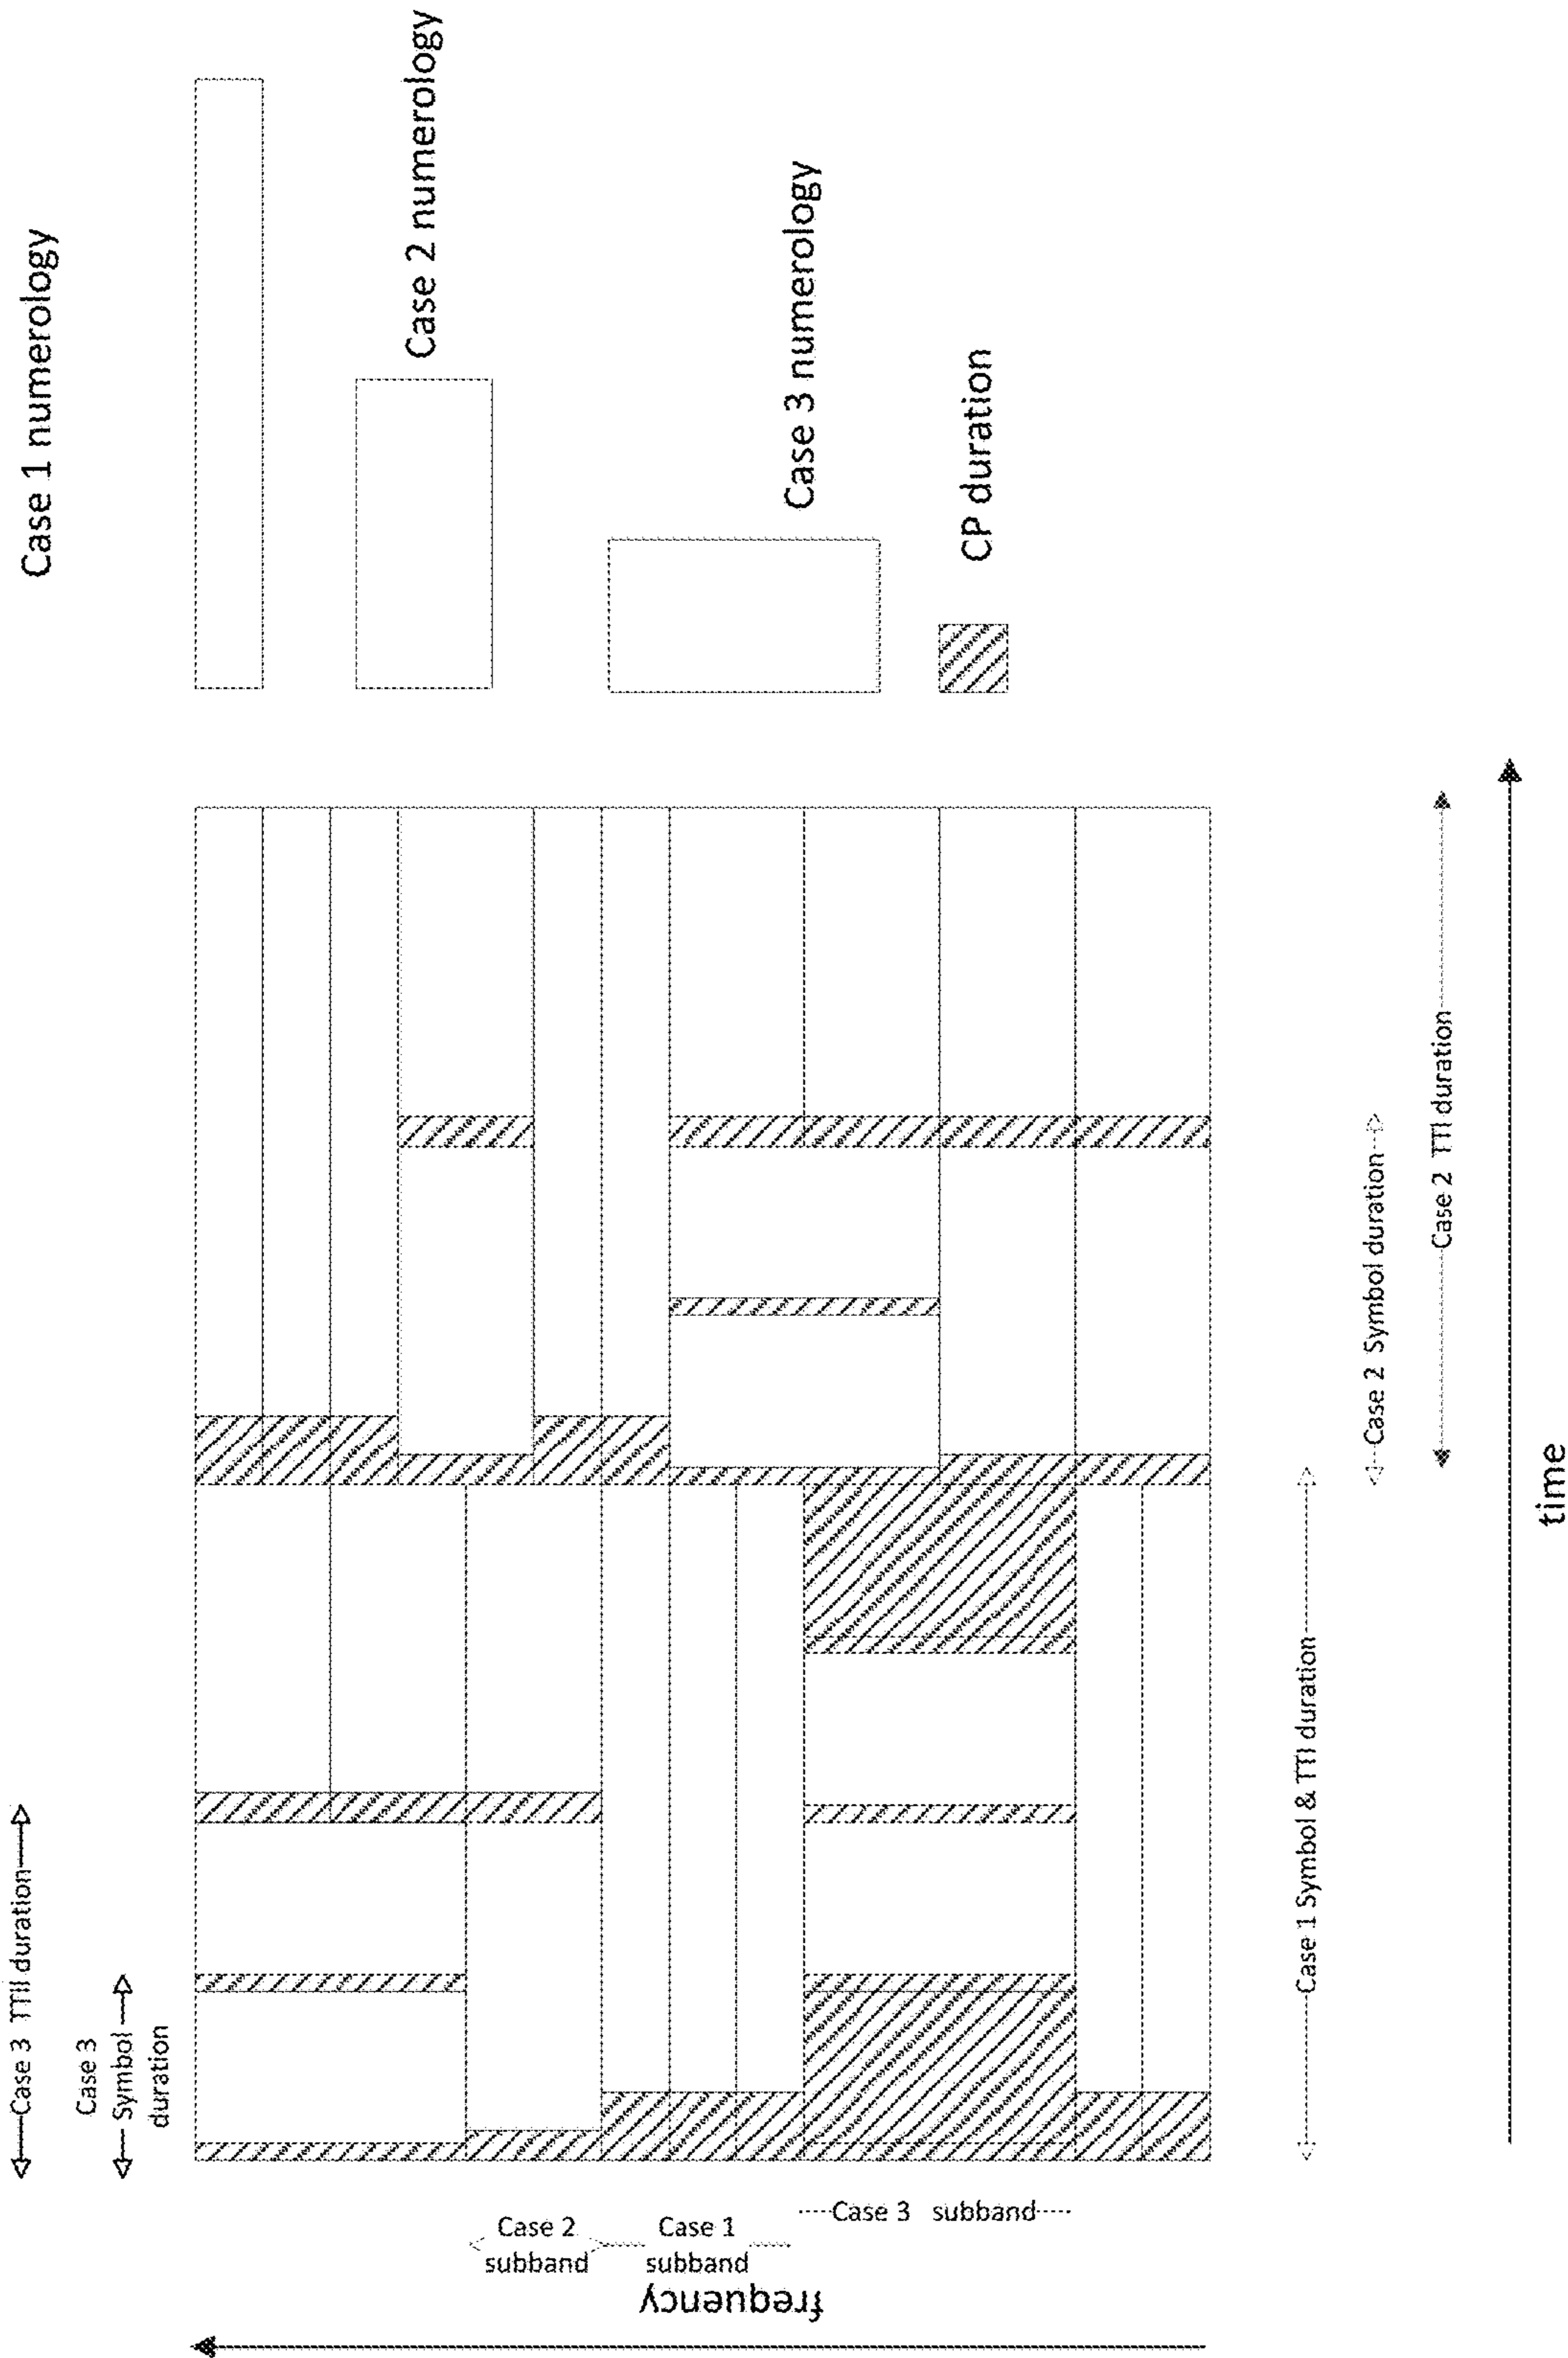 Case 1 numerology
Case 2 numerology
Case 3 numerology
CP duration
Case 3 TTII duration
Case 3
Symbol
duration
Case 2
subband
Case 1
subband
Case 3 subband
frequency
Case 1 Symbol & TTI duration
Case 2 Symbol duration
Case 2 TTI duration
time